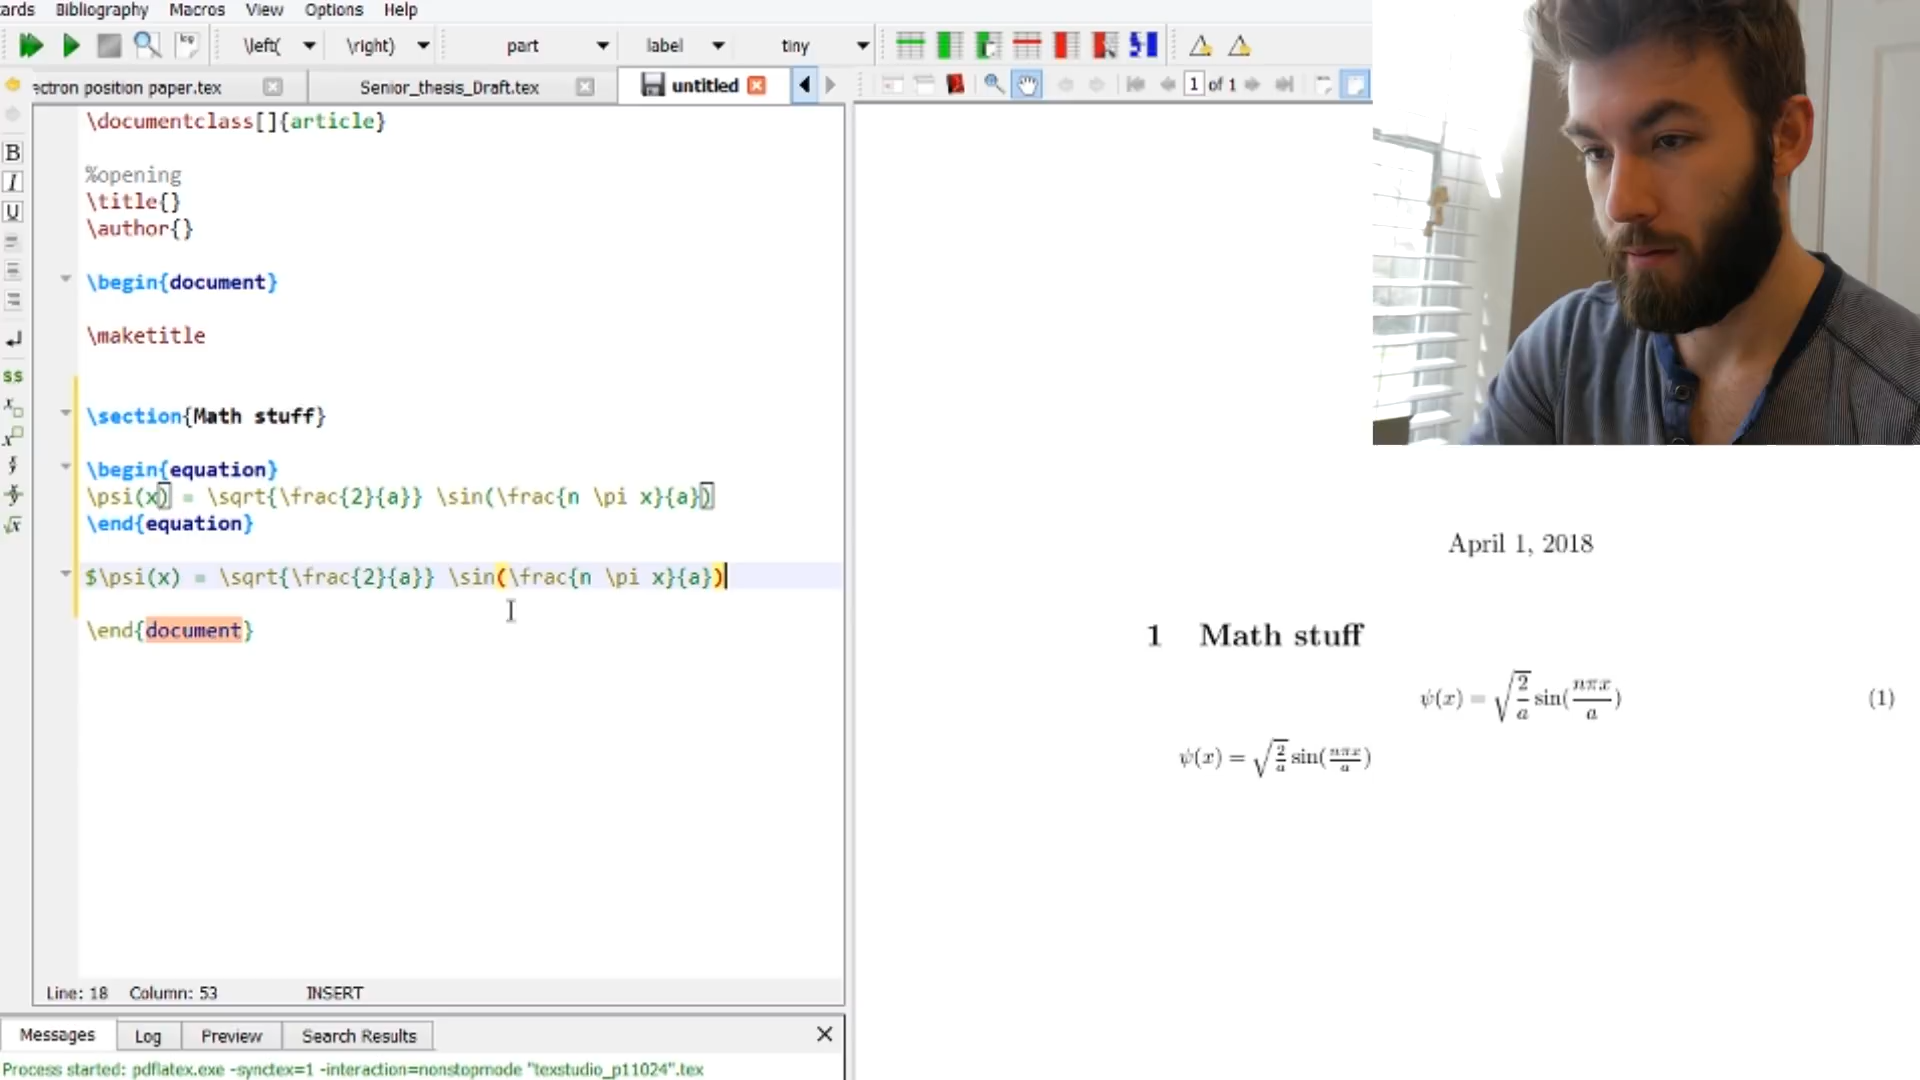 ards Bibliography Macros View Options Help
\left( \right) part label tiny
ectron position paper.tex Senior_thesis_Draft.tex untitled
1 of 1
\documentclass[]{article}
%opening
\title{}
\author{}
\begin{document}
\maketitle
\section{Math stuff}
\begin{equation}
\psi(x) = \sqrt{\frac{2}{a}} \sin(\frac{n \pi x}{a})
\end{equation}
$\psi(x) = \sqrt{\frac{2}{a}} \sin(\frac{n \pi x}{a})
\end{document}
B
I
U
$$
April 1, 2018
1 Math stuff
ψ(x) = √2/a sin(nπx/a) (1)
ψ(x) = √2/a sin(nπx/a)
Line: 18 Column: 53 INSERT
Messages Log Preview Search Results
Process started: pdflatex.exe -synctex=1 -interaction=nonstopmode "texstudio_p11024".tex